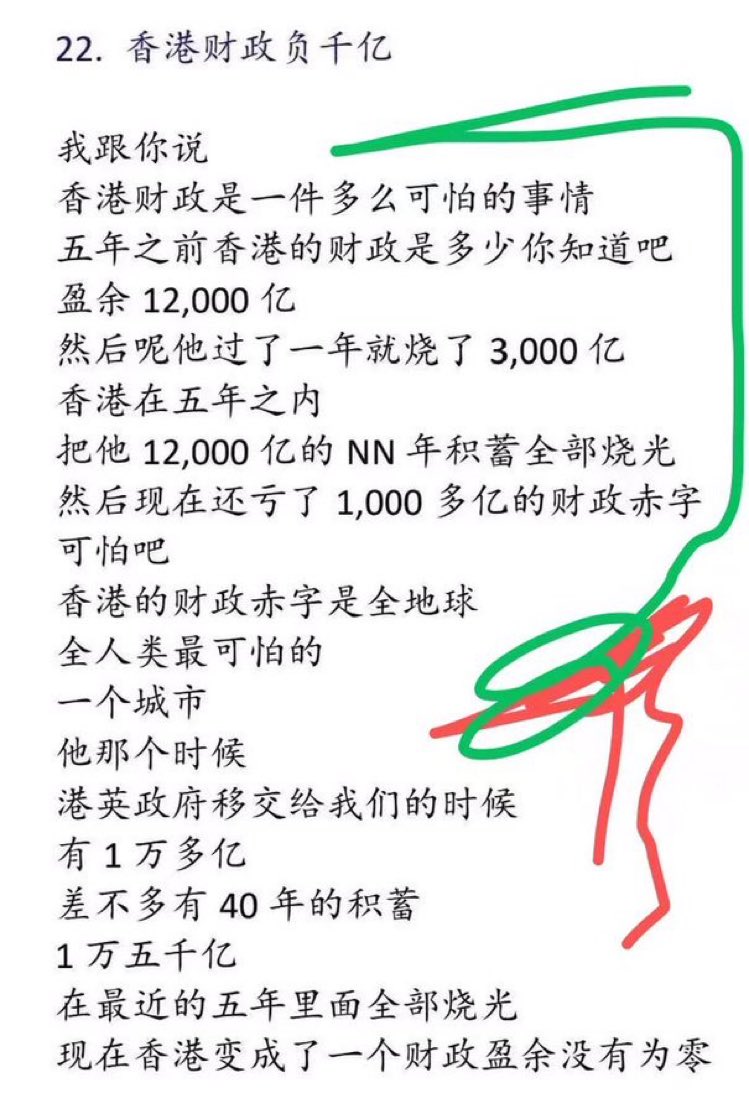 22. 香港财政负千亿
我跟你说
香港财政是一件多么可怕的事情
五年之前香港的财政是多少你知道吧
盈余 12,000 亿
然后呢他过了一年就烧了 3,000 亿
香港在五年之内
把他 12,000 亿的 NN 年积蓄全部烧光
然后现在还亏了 1,000 多亿的财政赤字
可怕吧
香港的财政赤字是全地球
全人类最可怕的
一个城市
他那个时候
港英政府移交给我们的时候
有 1 万多亿
差不多有 40 年的积蓄
1 万五千亿
在最近的五年里面全部烧光
现在香港变成了一个财政盈余没有为零